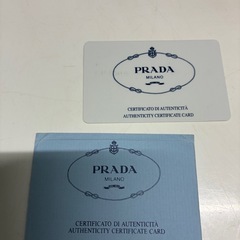 PRADA
MILANO
CERTIFICATO DI AUTENTICITÀ
AUTHENTICITY CERTIFICATE CARD
PRADA
MILANO
CERTIFICATO DI AUTENTICITÀ
AUTHENTICITY CERTIFICATE CARD